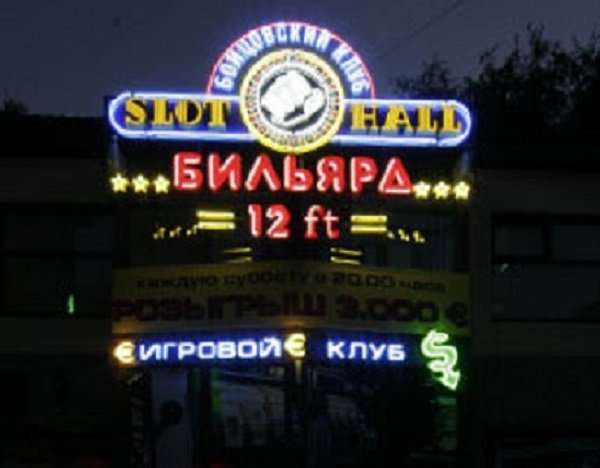 БОЙЦОВСКИЙ КЛУБ
SLOT HALL
БИЛЬЯРД
12 ft
каждую субботу в 20.00 часов
РОЗЫГРЫШ 3.000 €
€ ИГРОВОЙ € КЛУБ